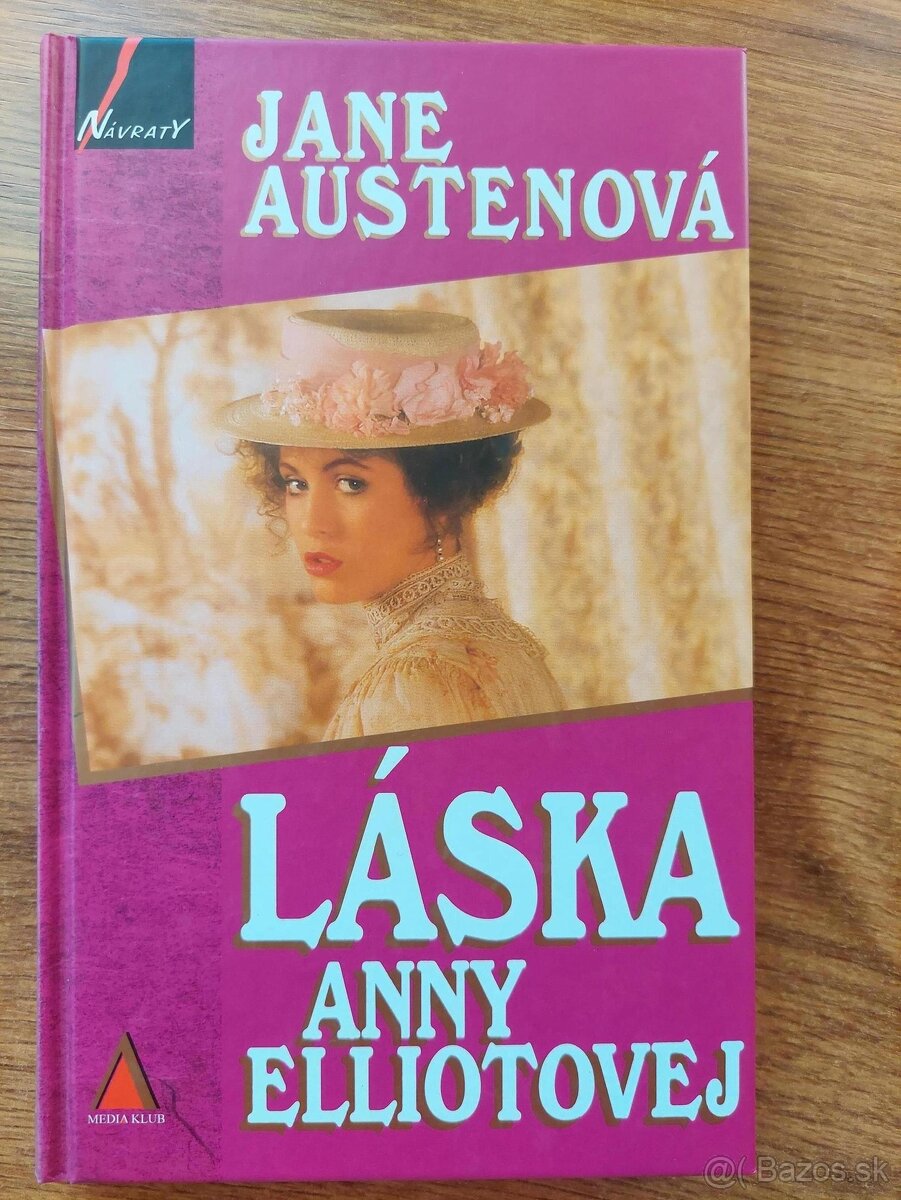 NÁVRATY
JANE
AUSTENOVÁ
LÁSKA
ANNY
ELLIOTOVEJ
MEDIA KLUB
@( Bazos.sk